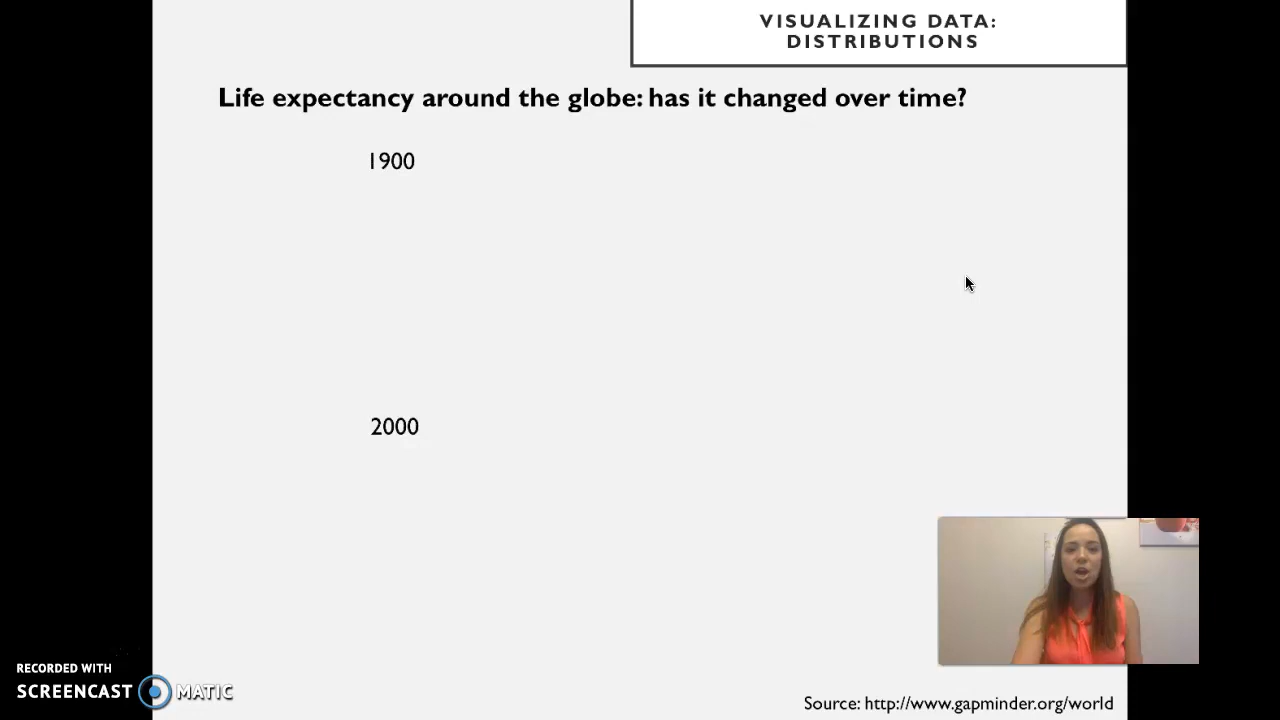 VISUALIZING DATA:
DISTRIBUTIONS
Life expectancy around the globe: has it changed over time?
1900
2000
RECORDED WITH
SCREENCAST MATIC
Source: http://www.gapminder.org/world